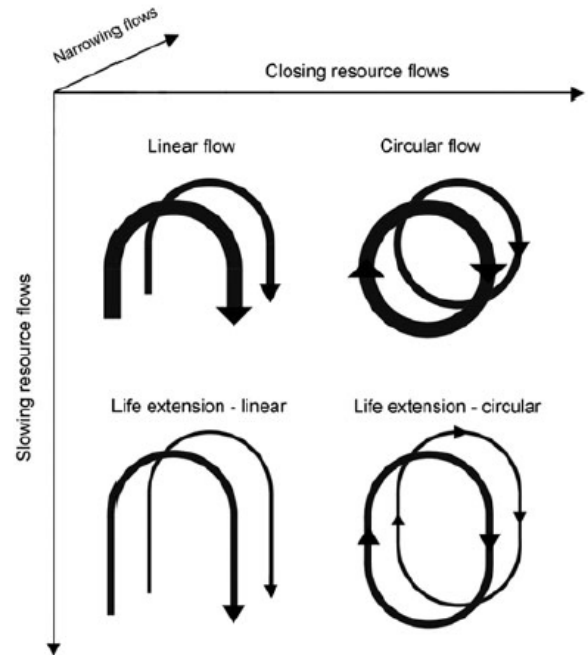 Narrowing flows
Closing resource flows
Linear flow
Circular flow
Slowing resource flows
Life extension - linear
Life extension - circular